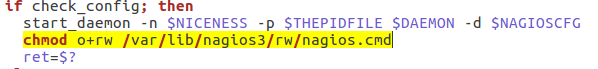 if check_config; then
start_daemon -n $NICENESS -p $THEPIDFILE $DAEMON -d $NAGIOSCFG
chmod o+rw /var/lib/nagios3/rw/nagios.cmd
ret=$?